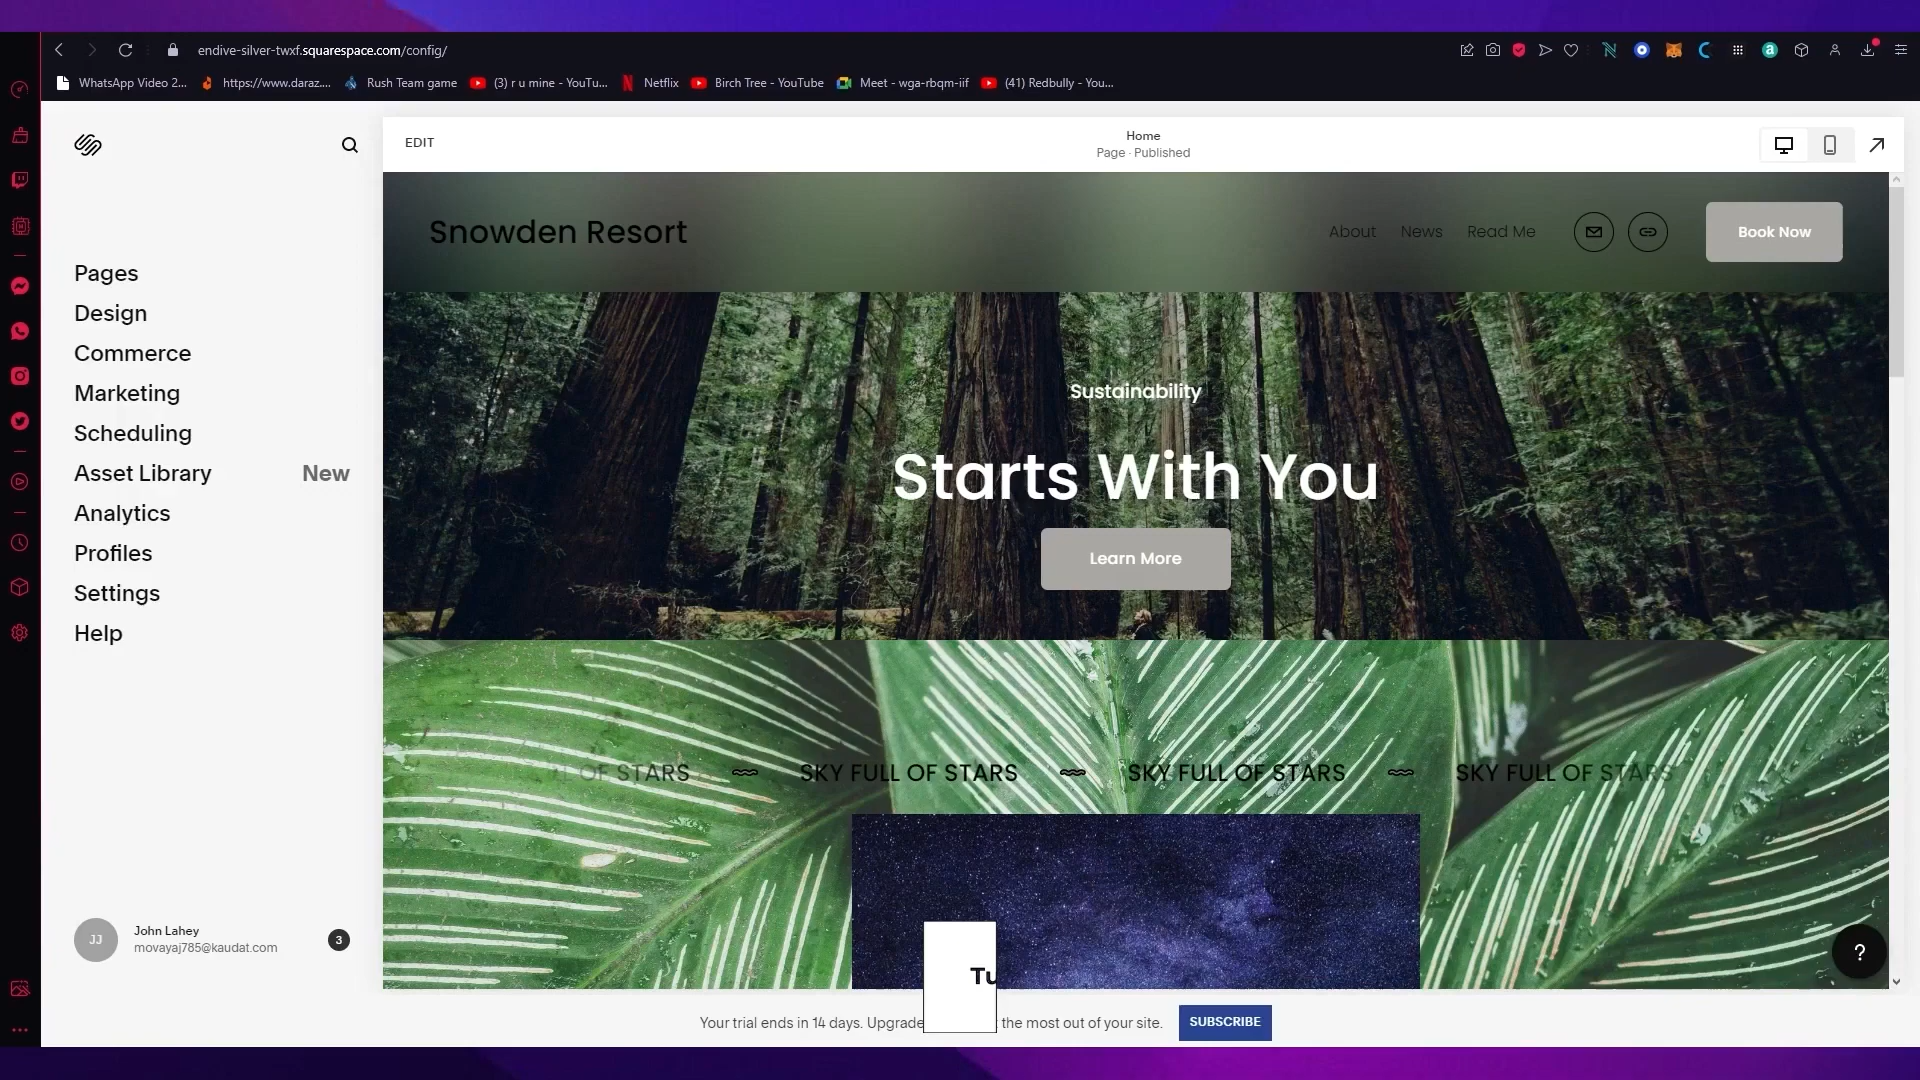 endive-silver-twxf.squarespace.com/config/
WhatsApp Video 2...
https://www.daraz....
Rush Team game
(3) r u mine - YouTu...
Netflix
Birch Tree - YouTube
Meet - wga-rbqm-iif
(41) Redbully - You...
EDIT
Home
Page · Published
Pages
Design
Commerce
Marketing
Scheduling
Asset Library New
Analytics
Profiles
Settings
Help
John Lahey
JJ
movayaj785@kaudat.com
3
Snowden Resort
About News Read Me
Book Now
Sustainability
Starts With You
Learn More
OF STARS SKY FULL OF STARS SKY FULL OF STARS SKY FULL OF STARS
Tu
?
Your trial ends in 14 days. Upgrade the most out of your site.
SUBSCRIBE